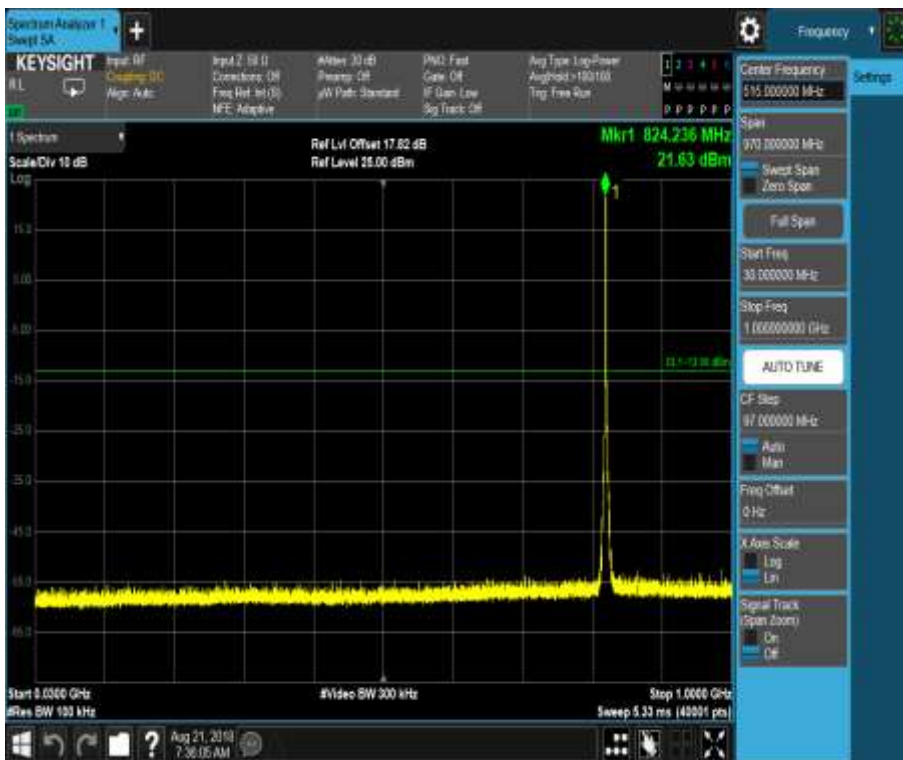 Spectrum Analyzer 1
Swept SA
Frequency
KEYSIGHT
Input: RF
Coupling: DC
Align: Auto
Input Z: 50 Ω
Corrections: Off
Freq Ref: Int (S)
NFE: Adaptive
#Atten: 30 dB
Preamp: Off
µW Path: Standard
PNO: Fast
Gate: Off
IF Gain: Low
Sig Track: Off
Avg Type: Log-Power
Avg|Hold:>100/100
Trig: Free Run
1 2 3 4 5 6
P P P P P P
Settings
Center Frequency
515.000000 MHz
Span
970.000000 MHz
Swept Span
Zero Span
Full Span
Start Freq
30.000000 MHz
Stop Freq
1.000000000 GHz
AUTO TUNE
CF Step
97.000000 MHz
Auto
Man
Freq Offset
0 Hz
X Axis Scale
Log
Lin
Signal Track
(Span Zoom)
On
Off
1 Spectrum
Scale/Div 10 dB
Log
Ref Lvl Offset 17.82 dB
Ref Level 25.00 dBm
Mkr1 824.236 MHz
21.63 dBm
1
15.0
5.00
-5.00
-15.0
-25.0
-35.0
-45.0
-55.0
-65.0
Start 0.0300 GHz
#Res BW 100 kHz
#Video BW 300 kHz
Stop 1.0000 GHz
Sweep 5.33 ms (40001 pts)
?
Aug 21, 2018
7:36:05 AM